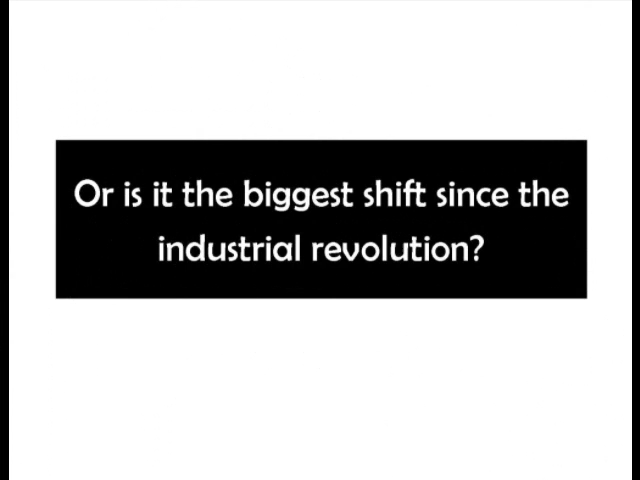 Or is it the biggest shift since the
industrial revolution?